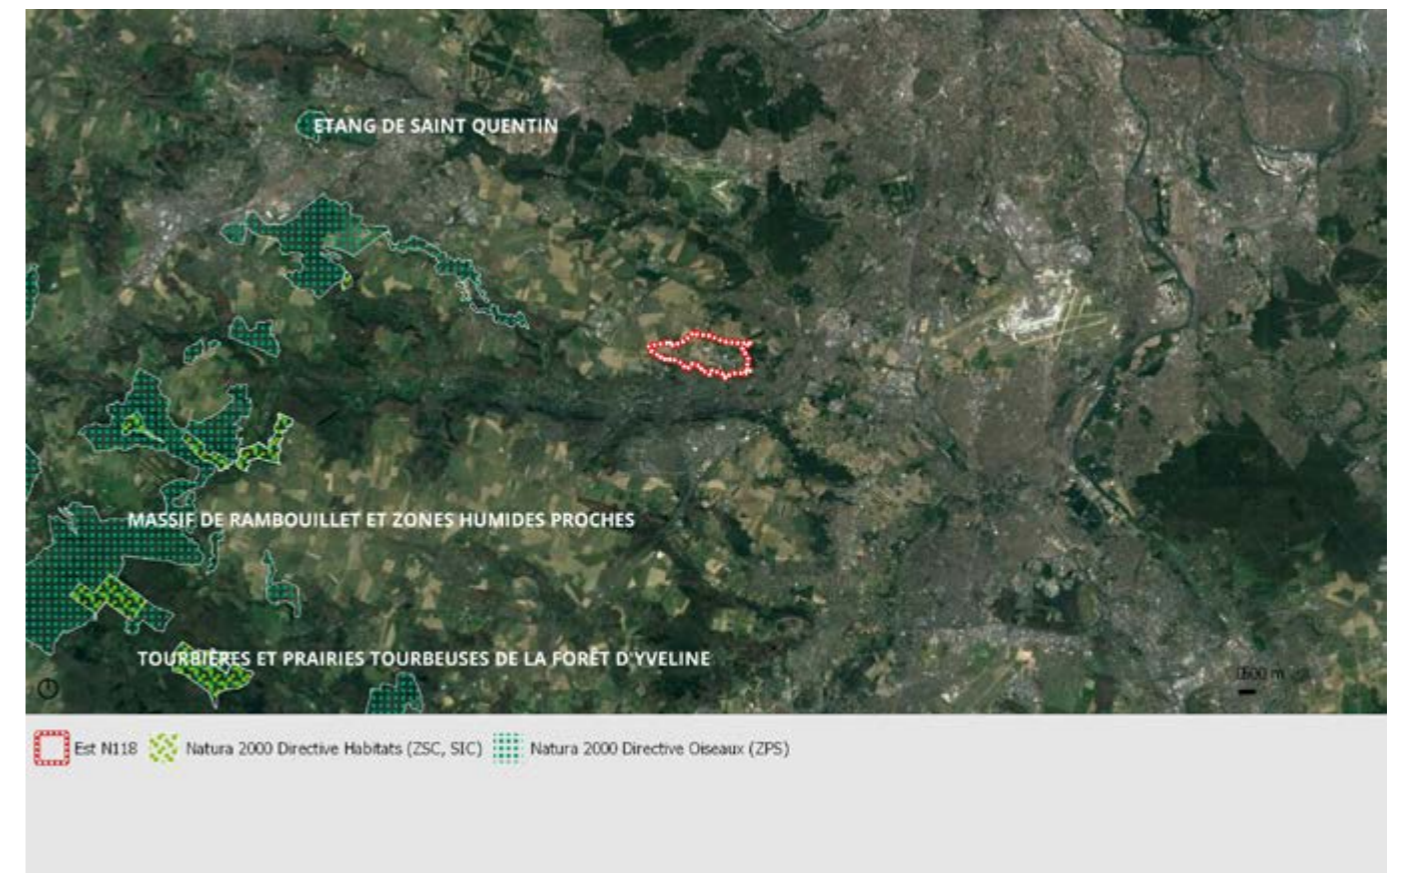 ETANG DE SAINT QUENTIN
MASSIF DE RAMBOUILLET ET ZONES HUMIDES PROCHES
TOURBIÈRES ET PRAIRIES TOURBEUSES DE LA FORÊT D'YVELINE
Est N118
Natura 2000 Directive Habitats (ZSC, SIC)
Natura 2000 Directive Oiseaux (ZPS)